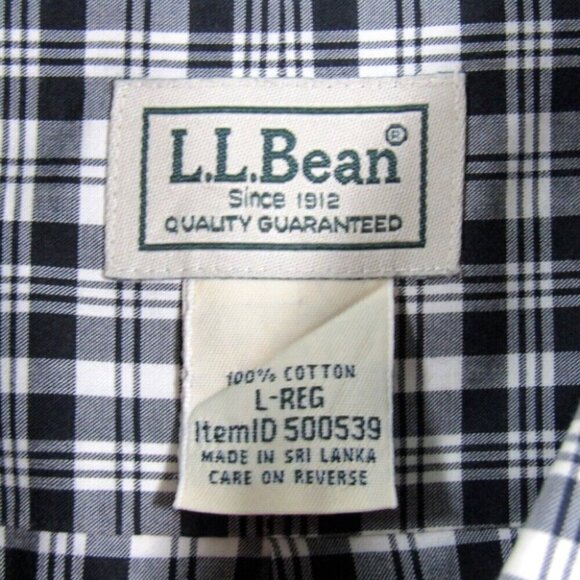 L.L.Bean®
Since 1912
QUALITY GUARANTEED
100% COTTON
L-REG
ItemID 500539
MADE IN SRI LANKA
CARE ON REVERSE